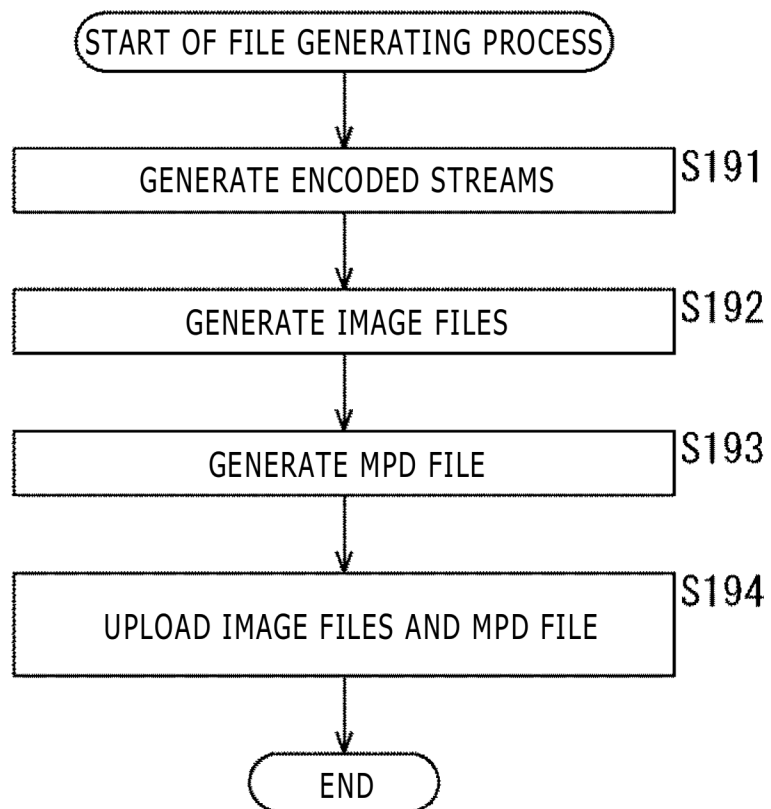 START OF FILE GENERATING PROCESS
S191
GENERATE ENCODED STREAMS
S192
GENERATE IMAGE FILES
S193
GENERATE MPD FILE
S194
UPLOAD IMAGE FILES AND MPD FILE
END